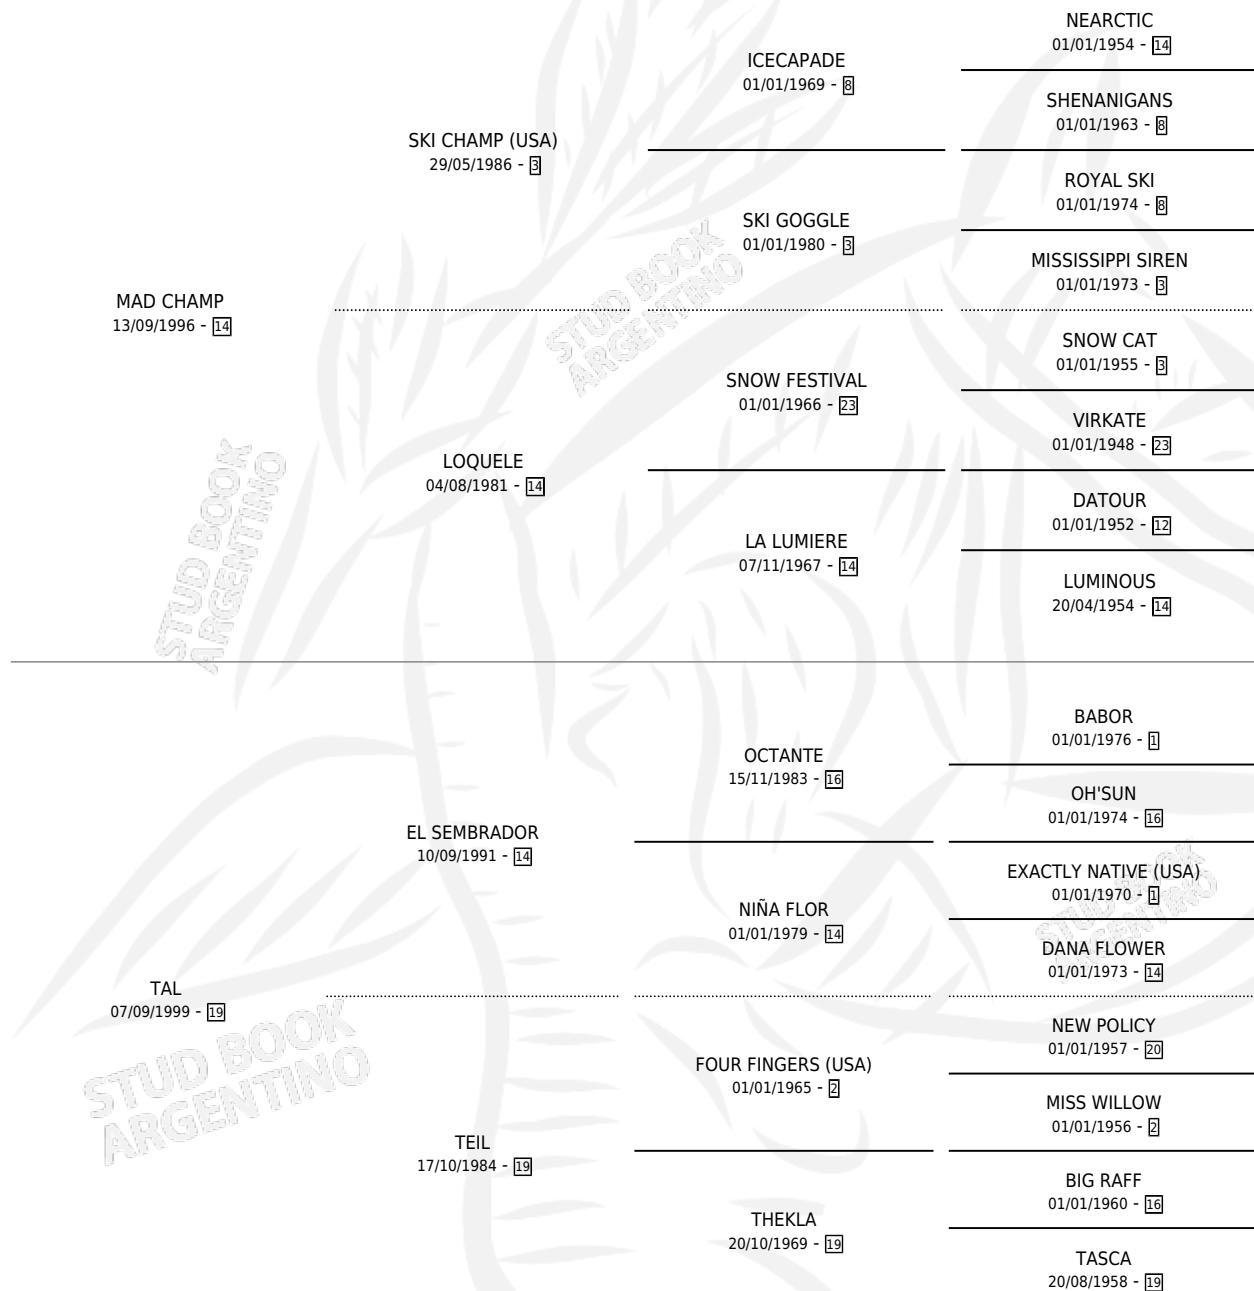 NEARCTIC
01/01/1954 - 14
ICECAPADE
01/01/1969 - 8
SHENANIGANS
01/01/1963 - 8
SKI CHAMP (USA)
29/05/1986 - 3
ROYAL SKI
01/01/1974 - 8
SKI GOGGLE
01/01/1980 - 3
MISSISSIPPI SIREN
01/01/1973 - 3
MAD CHAMP
13/09/1996 - 14
SNOW CAT
01/01/1955 - 3
SNOW FESTIVAL
01/01/1966 - 23
VIRKATE
01/01/1948 - 23
LOQUELE
04/08/1981 - 14
DATOUR
01/01/1952 - 12
LA LUMIERE
07/11/1967 - 14
LUMINOUS
20/04/1954 - 14
BABOR
01/01/1976 - 1
OCTANTE
15/11/1983 - 16
OH'SUN
01/01/1974 - 16
EL SEMBRADOR
10/09/1991 - 14
EXACTLY NATIVE (USA)
01/01/1970 - 1
NIÑA FLOR
01/01/1979 - 14
DANA FLOWER
01/01/1973 - 14
TAL
07/09/1999 - 19
NEW POLICY
01/01/1957 - 20
FOUR FINGERS (USA)
01/01/1965 - 2
MISS WILLOW
01/01/1956 - 2
TEIL
17/10/1984 - 19
BIG RAFF
01/01/1960 - 16
THEKLA
20/10/1969 - 19
TASCA
20/08/1958 - 19
STUD BOOK
ARGENTINO
STUD BOOK
ARGENTINO
STUD BOOK
ARGENTINO
STUD BOOK
ARGENTINO